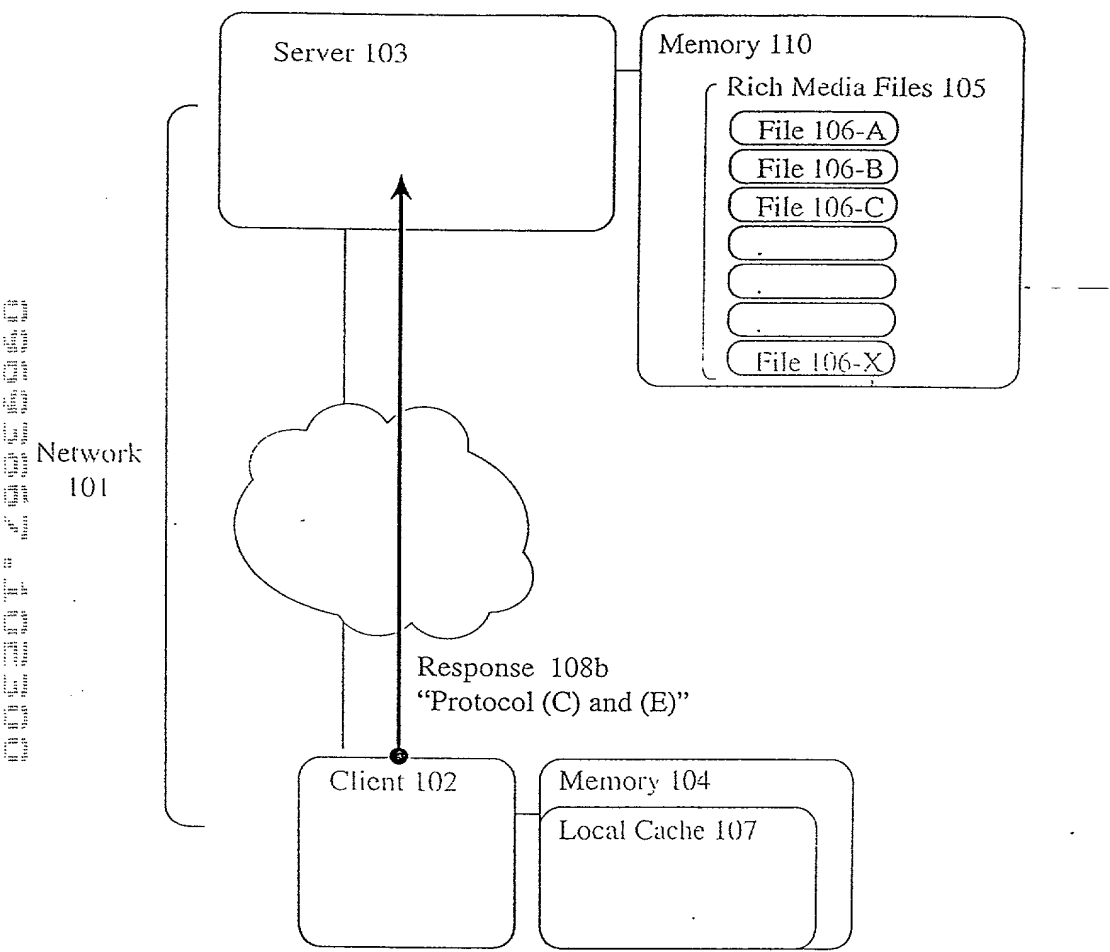 Server 103
Memory 110
Rich Media Files 105
File 106-A
File 106-B
File 106-C
.
.
.
File 106-X
Network
101
Response 108b
“Protocol (C) and (E)”
Client 102
Memory 104
Local Cache 107